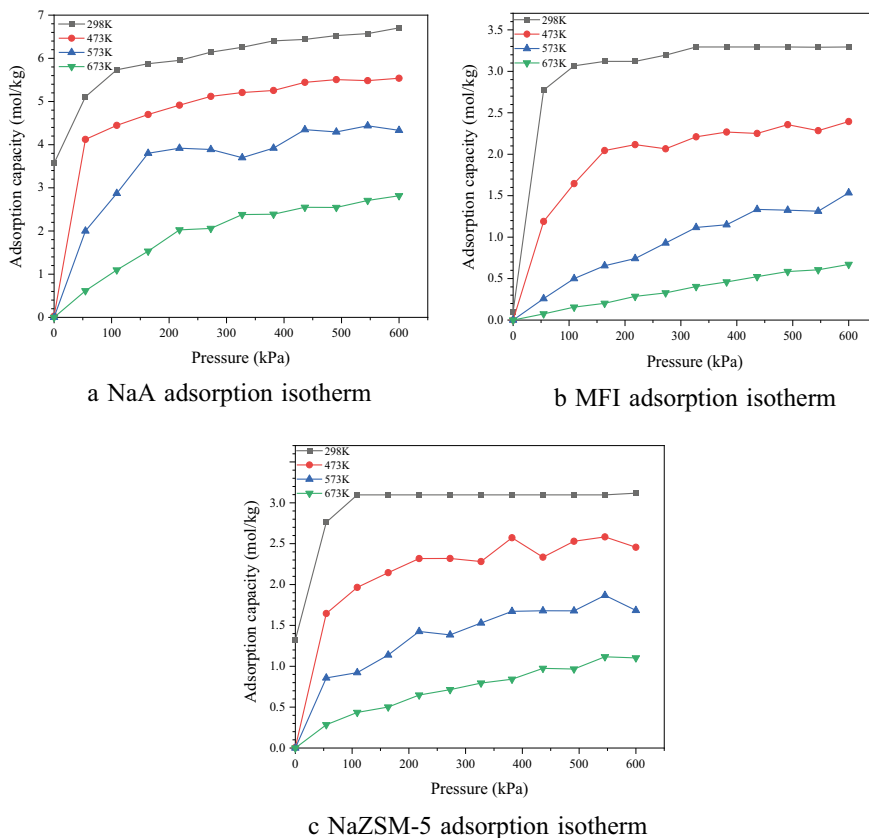 7
6
5
4
3
2
1
0
Adsorption capacity (mol/kg)
298K
473K
573K
673K
0 100 200 300 400 500 600
Pressure (kPa)
a NaA adsorption isotherm
3.5
3.0
2.5
2.0
1.5
1.0
0.5
0.0
Adsorption capacity (mol/kg)
298K
473K
573K
673K
0 100 200 300 400 500 600
Pressure (kPa)
b MFI adsorption isotherm
3.0
2.5
2.0
1.5
1.0
0.5
0.0
Adsorption capacity (mol/kg)
298K
473K
573K
673K
0 100 200 300 400 500 600
Pressure (kPa)
c NaZSM-5 adsorption isotherm